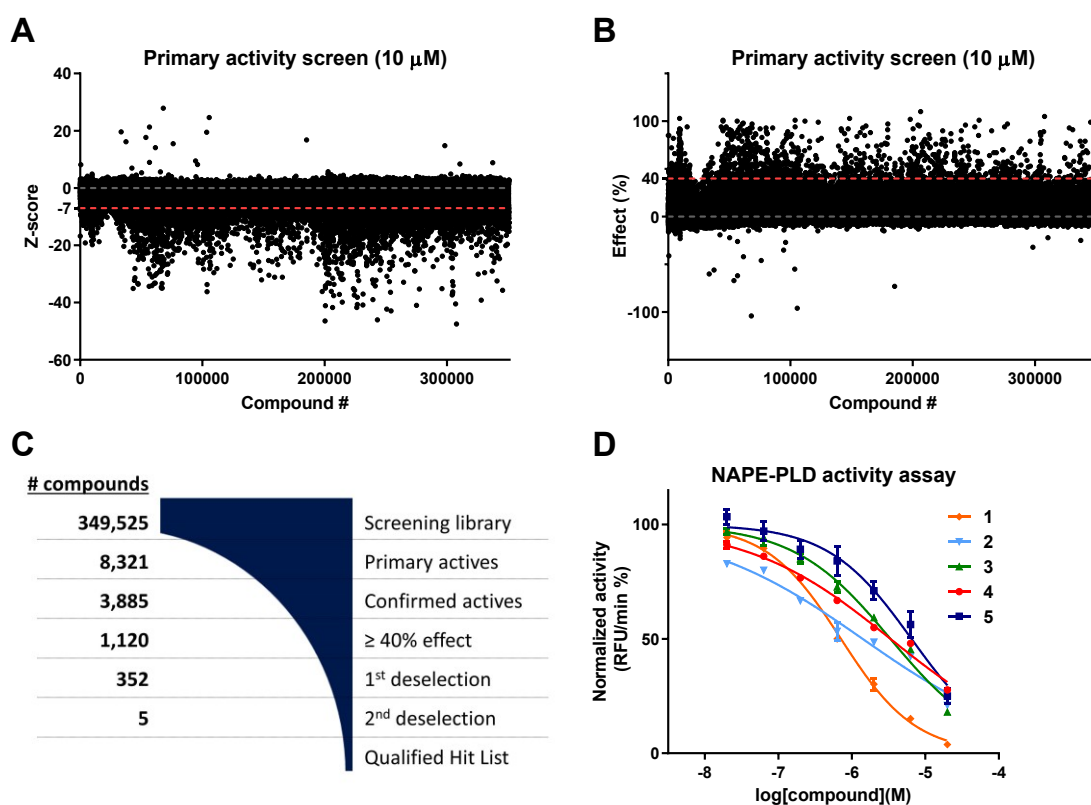 A
Primary activity screen (10 μM)
40
20
0
-7
-20
-40
-60
Z-score
0
100000
200000
300000
Compound #
B
Primary activity screen (10 μM)
100
40
0
-100
Effect (%)
0
100000
200000
300000
Compound #
C
# compounds
349,525
Screening library
8,321
Primary actives
3,885
Confirmed actives
1,120
≥ 40% effect
352
1st deselection
5
2nd deselection
Qualified Hit List
D
NAPE-PLD activity assay
100
50
0
Normalized activity
(RFU/min %)
1
2
3
4
5
-8
-7
-6
-5
-4
log[compound](M)